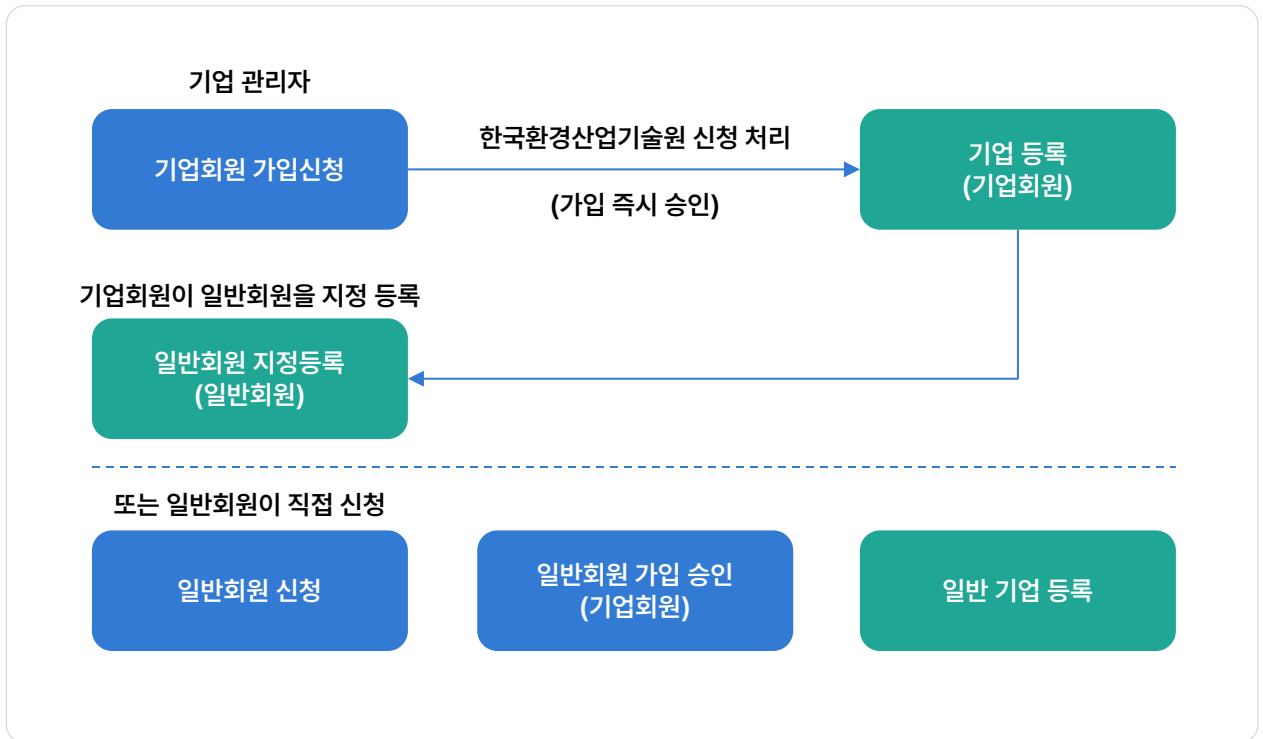 기업 관리자
기업회원 가입신청
한국환경산업기술원 신청 처리
(가입 즉시 승인)
기업 등록
(기업회원)
기업회원이 일반회원을 지정 등록
일반회원 지정등록
(일반회원)
또는 일반회원이 직접 신청
일반회원 신청
일반회원 가입 승인
(기업회원)
일반 기업 등록